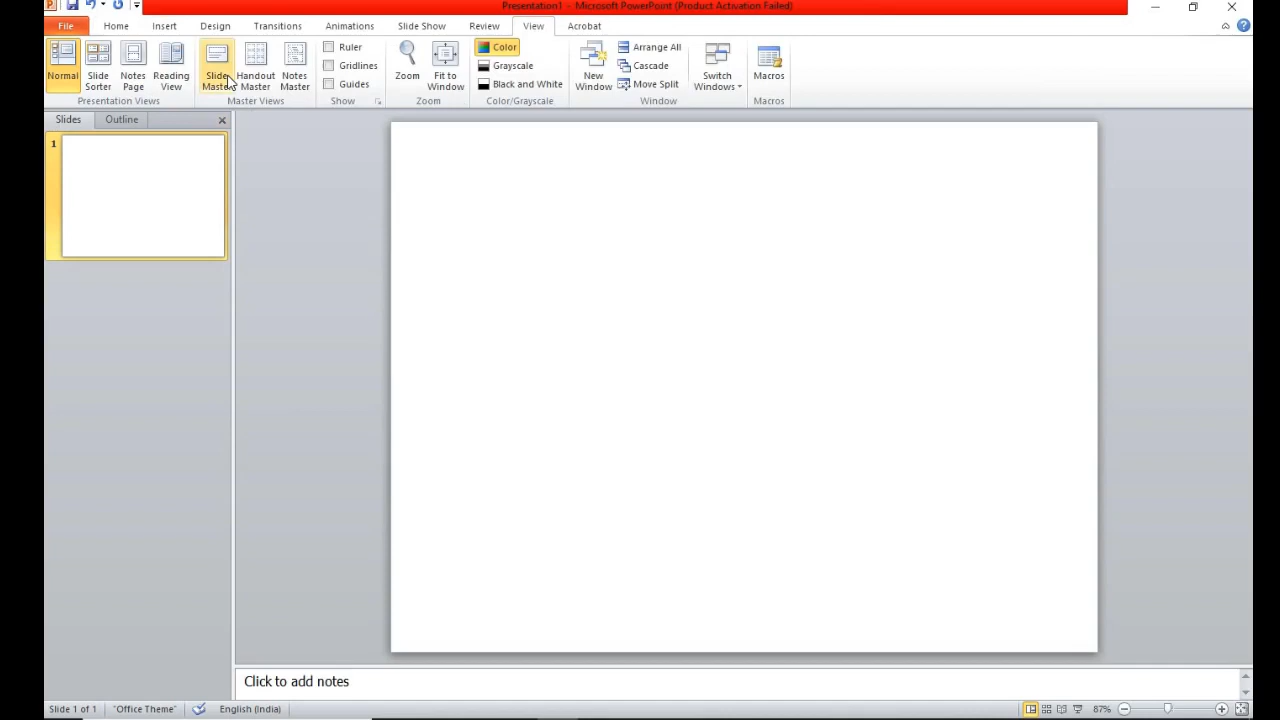 Presentation1 - Microsoft PowerPoint (Product Activation Failed)
File Home Insert Design Transitions Animations Slide Show Review View Acrobat
Normal
Slide Sorter
Notes Page
Reading View
Presentation Views
Slide Master
Handout Master
Notes Master
Master Views
Ruler
Gridlines
Guides
Show
Zoom
Fit to Window
Zoom
Color
Grayscale
Black and White
Color/Grayscale
New Window
Arrange All
Cascade
Move Split
Window
Switch Windows
Macros
Macros
Slides Outline
1
Click to add notes
Slide 1 of 1 "Office Theme" English (India) 87%